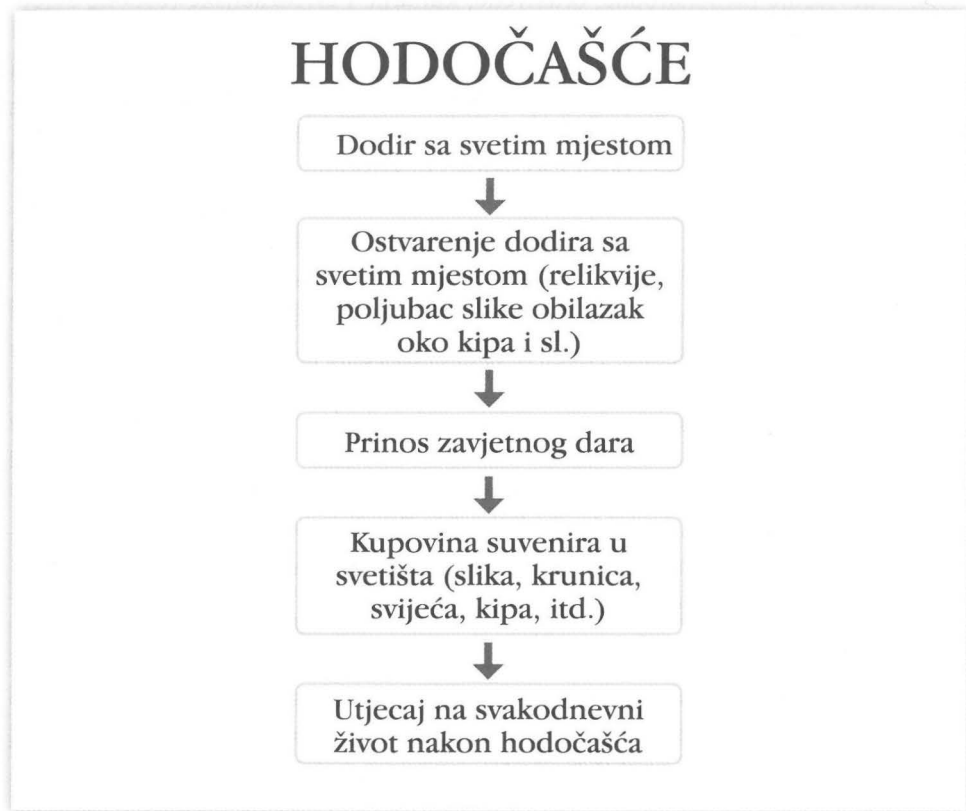 HODOČAŠĆE
Dodir sa svetim mjestom
Ostvarenje dodira sa
svetim mjestom (relikvije,
poljubac slike obilazak
oko kipa i sl.)
Prinos zavjetnog dara
Kupovina suvenira u
svetišta (slika, krunica,
svijeća, kipa, itd.)
Utjecaj na svakodnevni
život nakon hodočašća